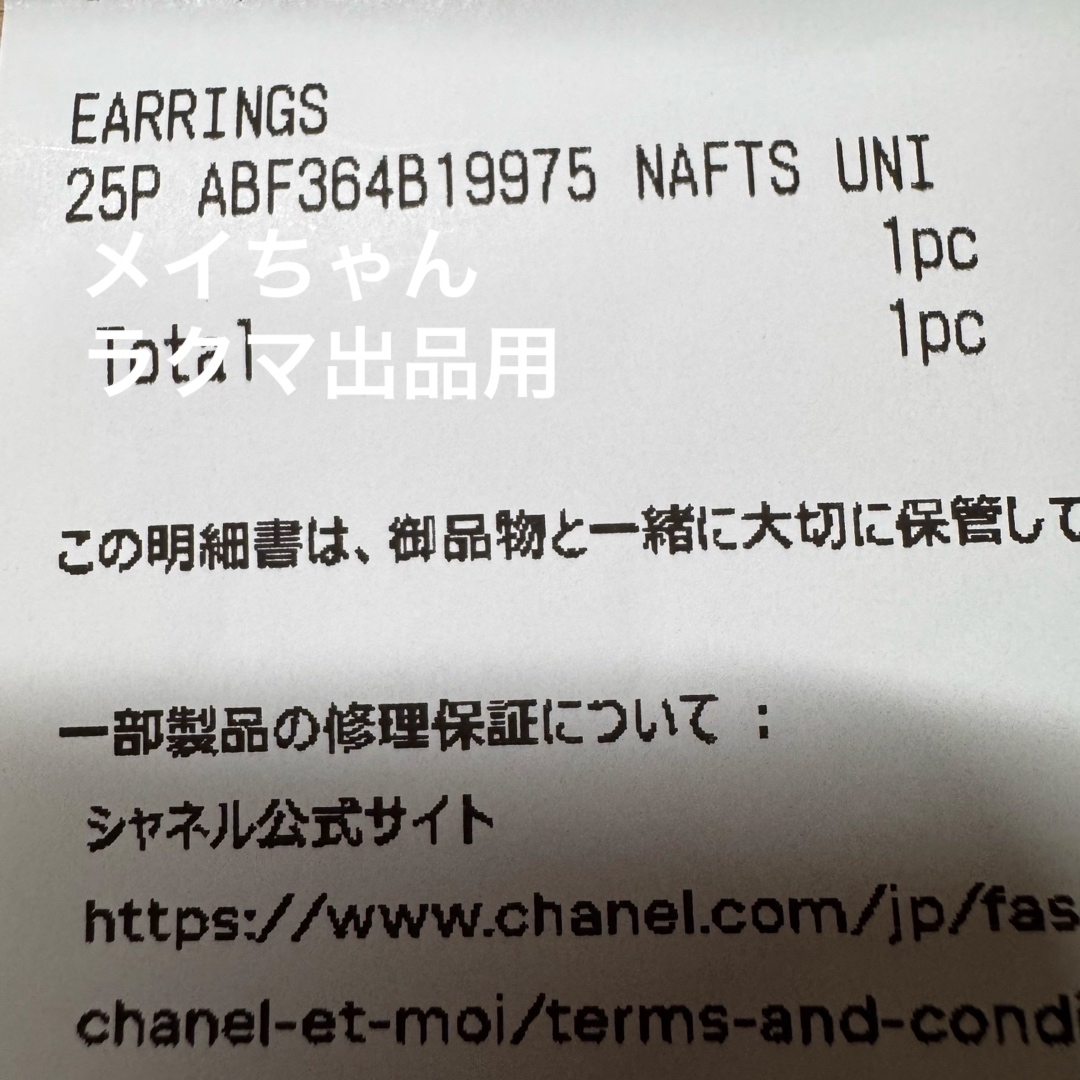 EARRINGS
25P ABF364B19975 NAFTS UNI
1pc
メイちゃん
Total 1pc
ラクマ出品用
この明細書は、御品物と一緒に大切に保管して
一部製品の修理保証について :
シャネル公式サイト
https://www.chanel.com/jp/fas
chanel-et-moi/terms-and-condi